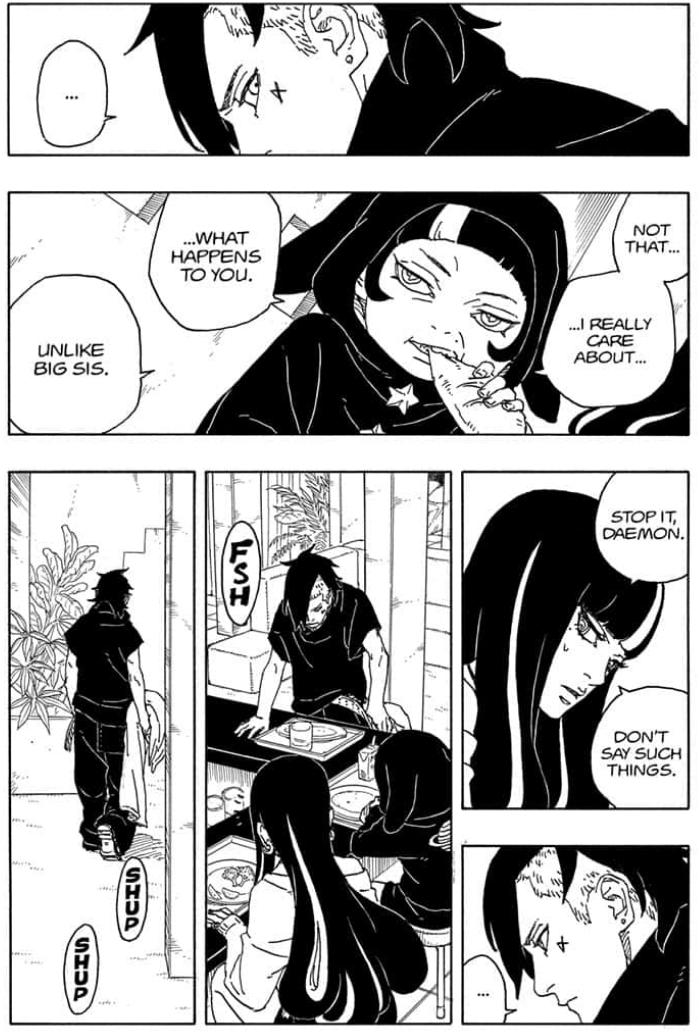 ...
NOT
THAT...
...I REALLY
CARE
ABOUT...
...WHAT
HAPPENS
TO YOU.
UNLIKE
BIG SIS.
STOP IT,
DAEMON.
DON'T
SAY SUCH
THINGS.
...
FSH
SHUP
SHUP